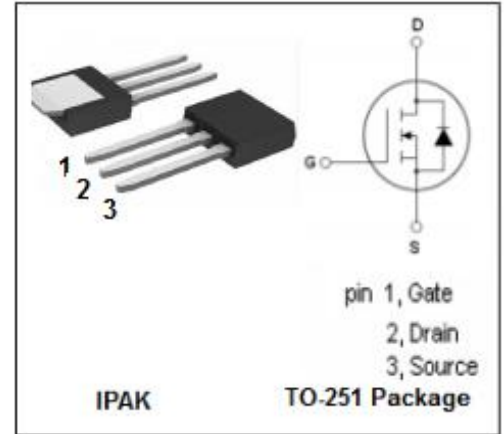 D
G
S
1
2
3
pin 1, Gate
2, Drain
3, Source
IPAK
TO-251 Package